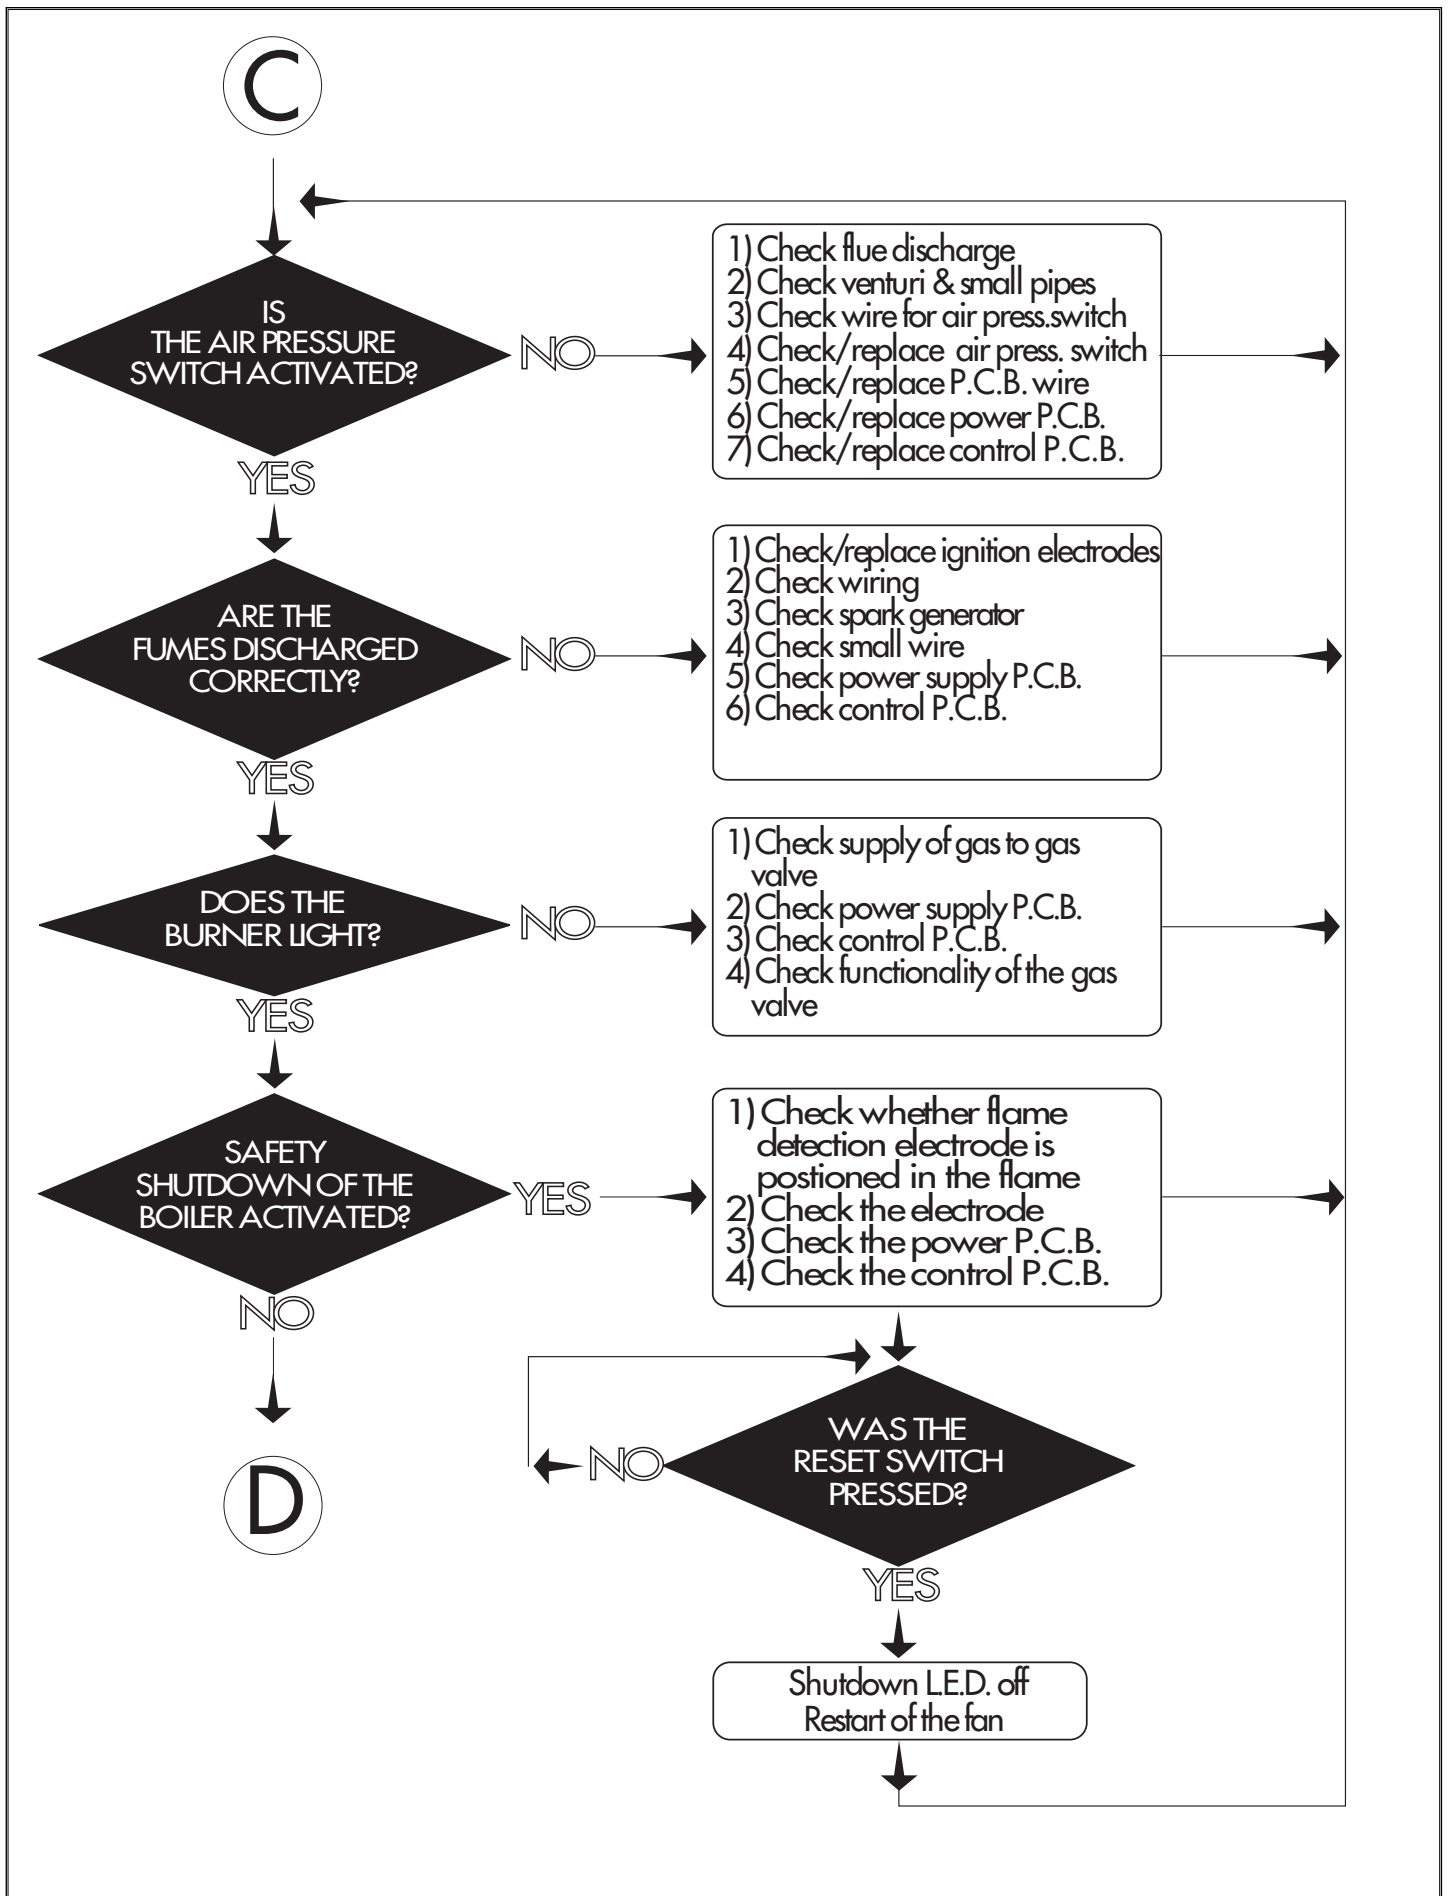 C
IS
THE AIR PRESSURE
SWITCH ACTIVATED?
NO
1) Check flue discharge
2) Check venturi & small pipes
3) Check wire for air press.switch
4) Check/replace air press. switch
5) Check/replace P.C.B. wire
6) Check/replace power P.C.B.
7) Check/replace control P.C.B.
YES
ARE THE
FUMES DISCHARGED
CORRECTLY?
NO
1) Check/replace ignition electrodes
2) Check wiring
3) Check spark generator
4) Check small wire
5) Check power supply P.C.B.
6) Check control P.C.B.
YES
DOES THE
BURNER LIGHT?
NO
1) Check supply of gas to gas
valve
2) Check power supply P.C.B.
3) Check control P.C.B.
4) Check functionality of the gas
valve
YES
SAFETY
SHUTDOWN OF THE
BOILER ACTIVATED?
YES
1) Check whether flame
detection electrode is
postioned in the flame
2) Check the electrode
3) Check the power P.C.B.
4) Check the control P.C.B.
NO
D
WAS THE
RESET SWITCH
PRESSED?
NO
YES
Shutdown L.E.D. off
Restart of the fan